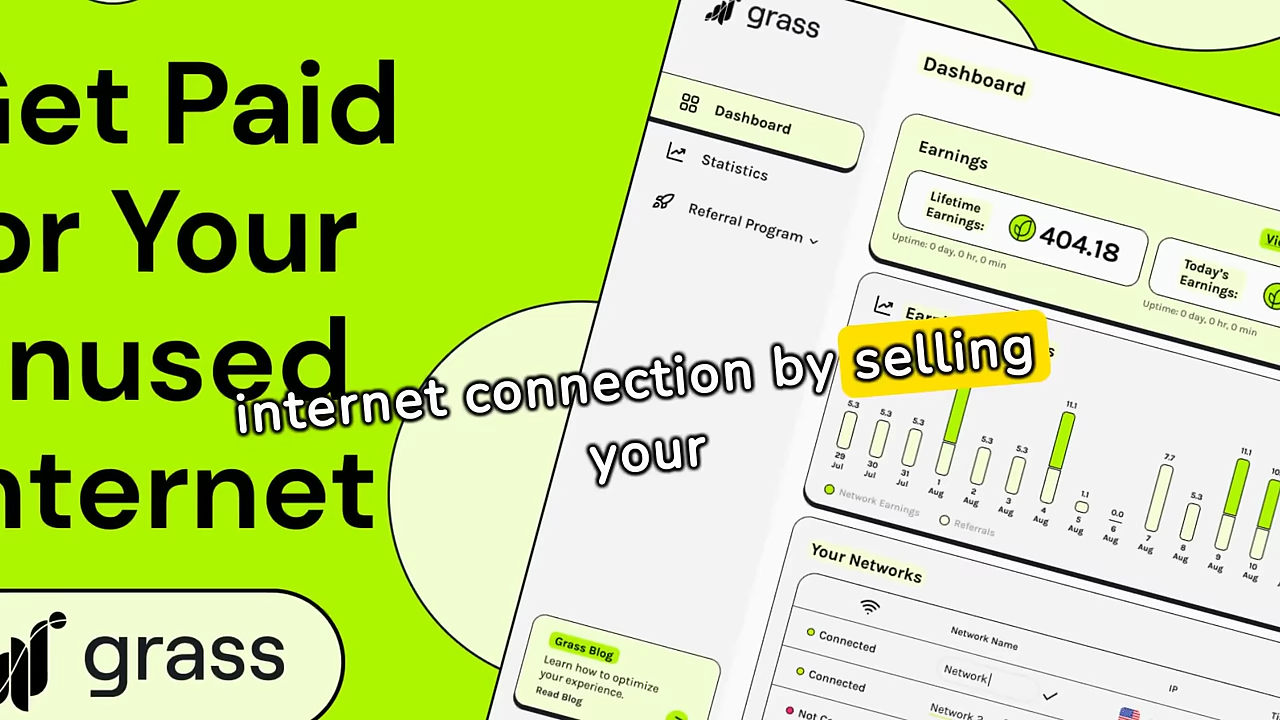 Get Paid
or Your
nused
nternet
grass
grass
Dashboard
Statistics
Referral Program
Dashboard
Earnings
Lifetime
Earnings:
404.18
Uptime: 0 day, 0 hr, 0 min
Today's
Earnings:
Uptime: 0 day, 0 hr, 0 min
internet connection by selling
your
5.3
5.3
5.3
5.3
5.3
11.1
1.1
0.0
7.7
5.3
11.1
29 Jul
30 Jul
31 Jul
1 Aug
2 Aug
3 Aug
4 Aug
5 Aug
6 Aug
7 Aug
8 Aug
9 Aug
10 Aug
Network Earnings
Referrals
Your Networks
Network Name
IP
Connected
Network
Connected
Network 2
Not C
Grass Blog
Learn how to optimize
your experience.
Read Blog